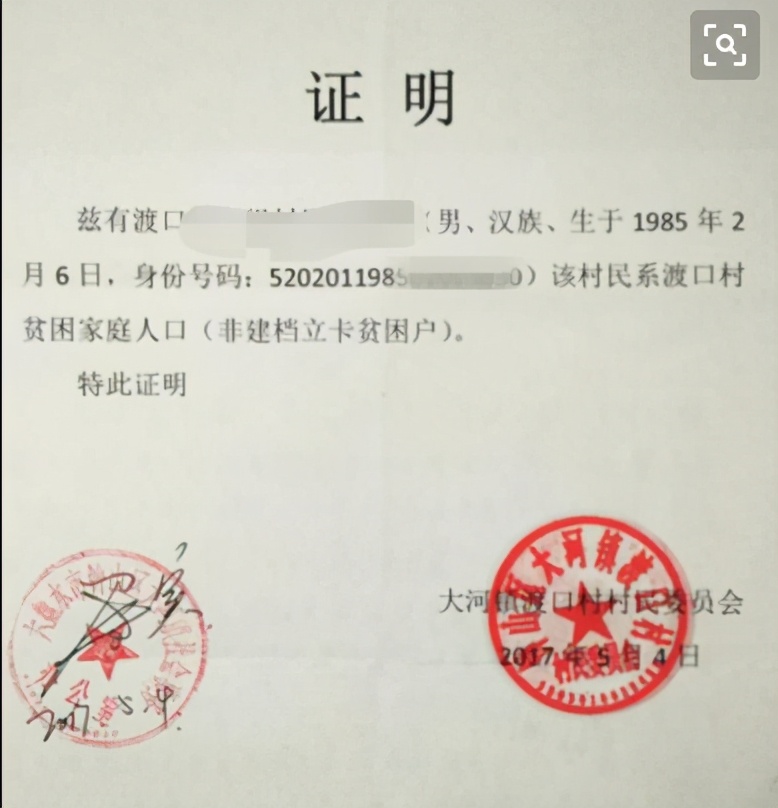 证 明
兹有渡口（男、汉族、生于 1985 年 2
月 6 日，身份号码：520201198）该村民系渡口村
贫困家庭人口（非建档立卡贫困户）。
特此证明
大河镇渡口村村民委员会
2017 年 5 月 4 日